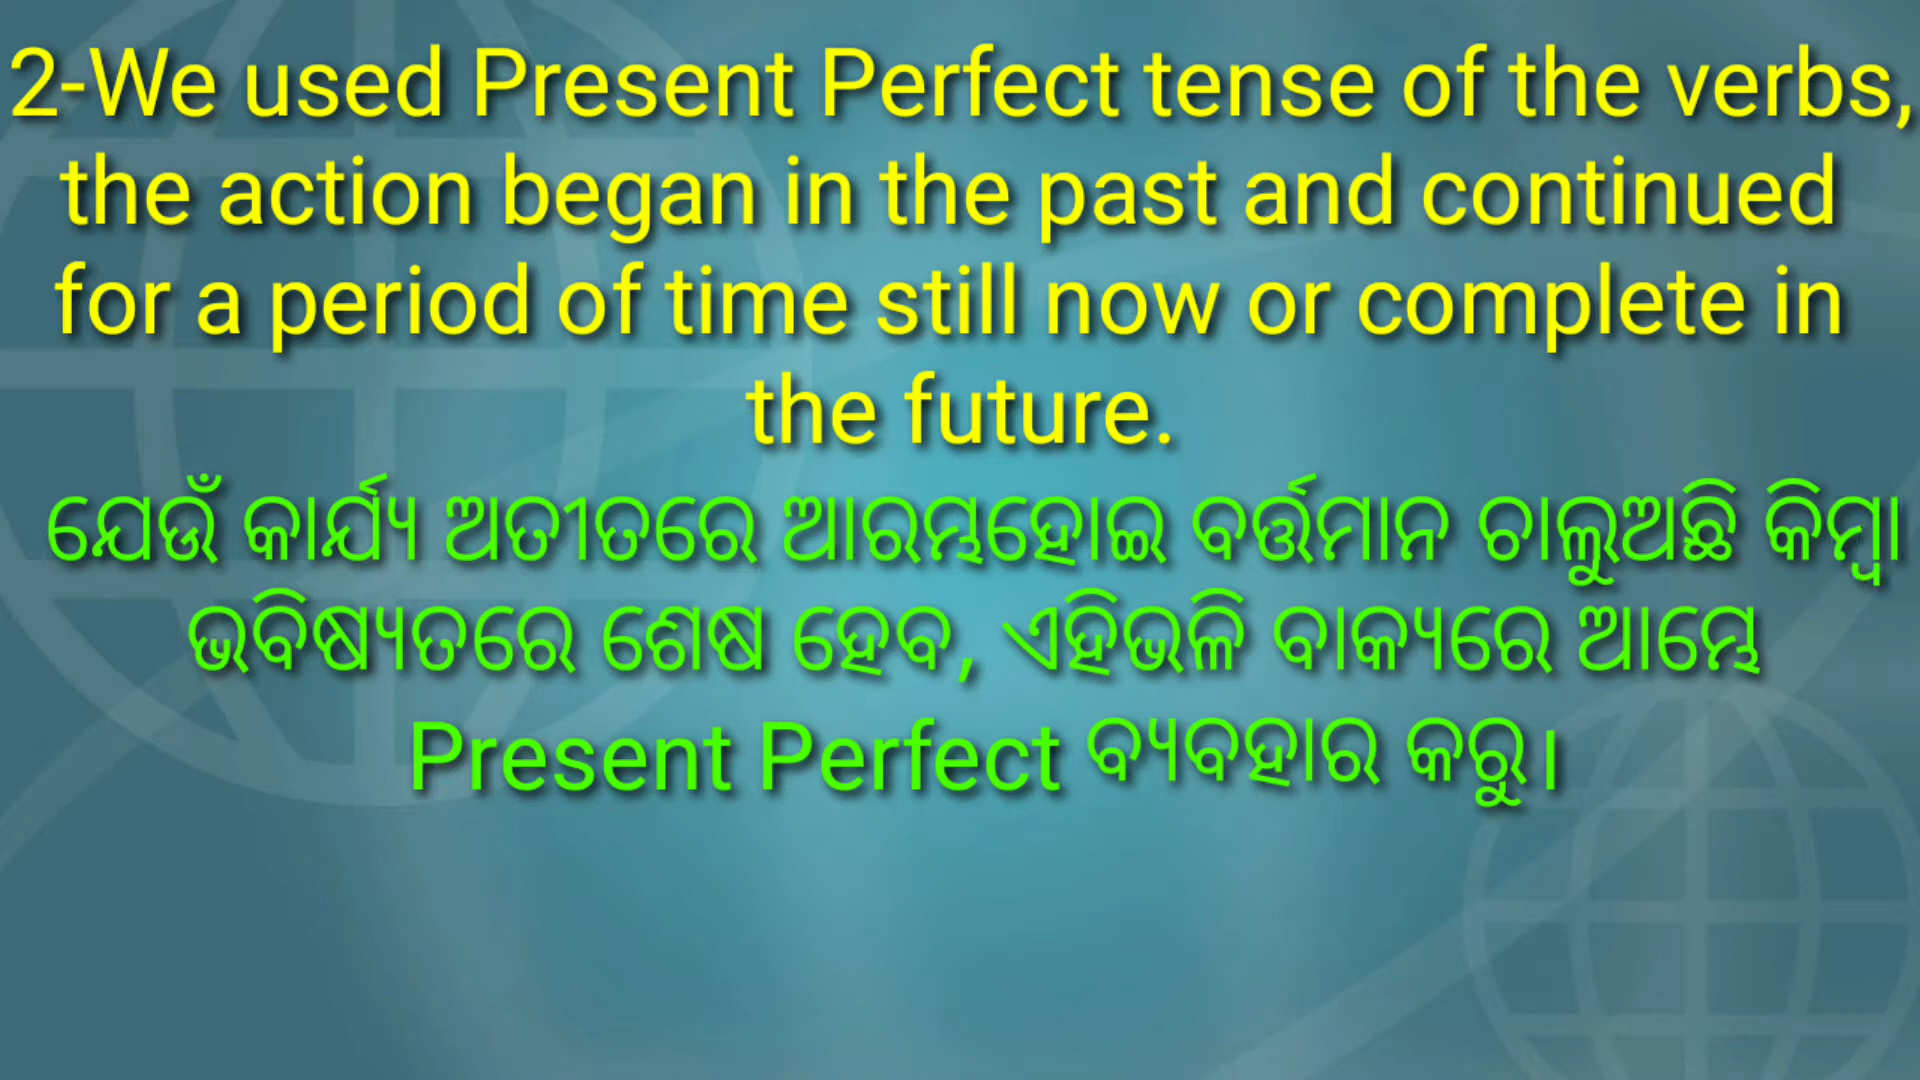 2-We used Present Perfect tense of the verbs,
the action began in the past and continued
for a period of time still now or complete in
the future.
ଯେଉଁ କାର୍ଯ୍ୟ ଅତୀତରେ ଆରମ୍ଭହୋଇ ବର୍ତ୍ତମାନ ଚାଲୁଅଛି କିମ୍ବା
ଭବିଷ୍ୟତରେ ଶେଷ ହେବ, ଏହିଭଳି ବାକ୍ୟରେ ଆମ୍ଭେ
Present Perfect ବ୍ୟବହାର କରୁ।